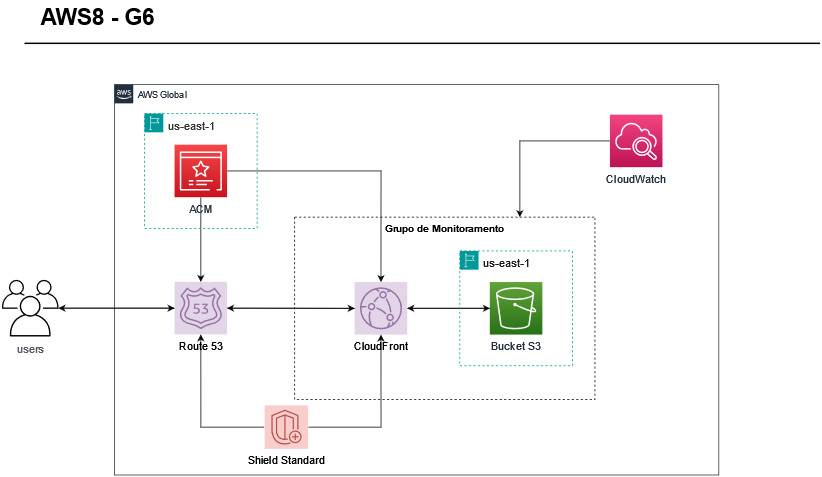 AWS8 - G6
aws
AWS Global
us-east-1
ACM
CloudWatch
Grupo de Monitoramento
us-east-1
users
53
Route 53
CloudFront
Bucket S3
Shield Standard